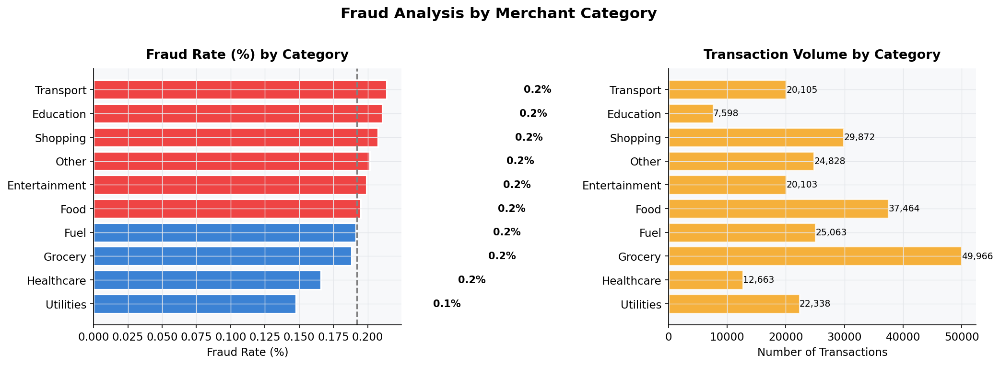 Fraud Analysis by Merchant Category
Fraud Rate (%) by Category
Transport
Education
Shopping
Other
Entertainment
Food
Fuel
Grocery
Healthcare
Utilities
0.2%
0.2%
0.2%
0.2%
0.2%
0.2%
0.2%
0.2%
0.2%
0.1%
0.000 0.025 0.050 0.075 0.100 0.125 0.150 0.175 0.200
Fraud Rate (%)
Transaction Volume by Category
Transport 20,105
Education 7,598
Shopping 29,872
Other 24,828
Entertainment 20,103
Food 37,464
Fuel 25,063
Grocery 49,966
Healthcare 12,663
Utilities 22,338
0 10000 20000 30000 40000 50000
Number of Transactions